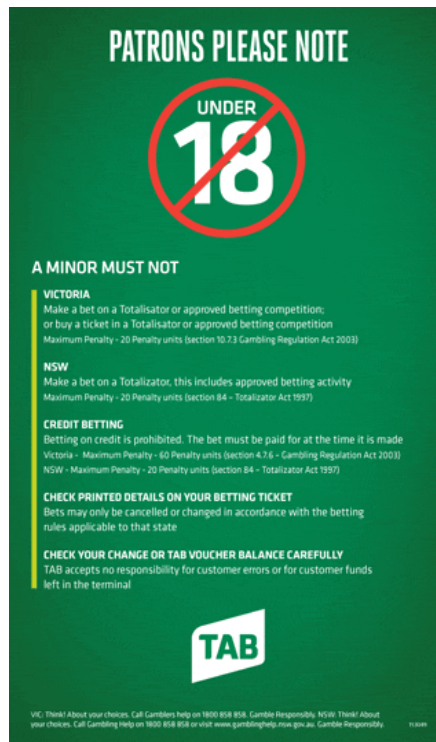 PATRONS PLEASE NOTE
UNDER
18
A MINOR MUST NOT
VICTORIA
Make a bet on a Totalisator or approved betting competition;
or buy a ticket in a Totalisator or approved betting competition
Maximum Penalty - 20 Penalty units (section 10.7.3 Gambling Regulation Act 2003)
NSW
Make a bet on a Totalizator, this includes approved betting activity
Maximum Penalty - 20 Penalty units (section 84 – Totalizator Act 1997)
CREDIT BETTING
Betting on credit is prohibited. The bet must be paid for at the time it is made
Victoria - Maximum Penalty - 60 Penalty units (section 4.7.6 – Gambling Regulation Act 2003)
NSW - Maximum Penalty - 20 Penalty units (section 84 – Totalizator Act 1997)
CHECK PRINTED DETAILS ON YOUR BETTING TICKET
Bets may only be cancelled or changed in accordance with the betting
rules applicable to that state
CHECK YOUR CHANGE OR TAB VOUCHER BALANCE CAREFULLY
TAB accepts no responsibility for customer errors or for customer funds
left in the terminal
TAB
VIC: Think! About your choices. Call Gamblers help on 1800 858 858. Gamble Responsibly. NSW: Think! About
your choices. Call Gambling Help on 1800 858 858 or visit www.gamblinghelp.nsw.gov.au. Gamble Responsibly.